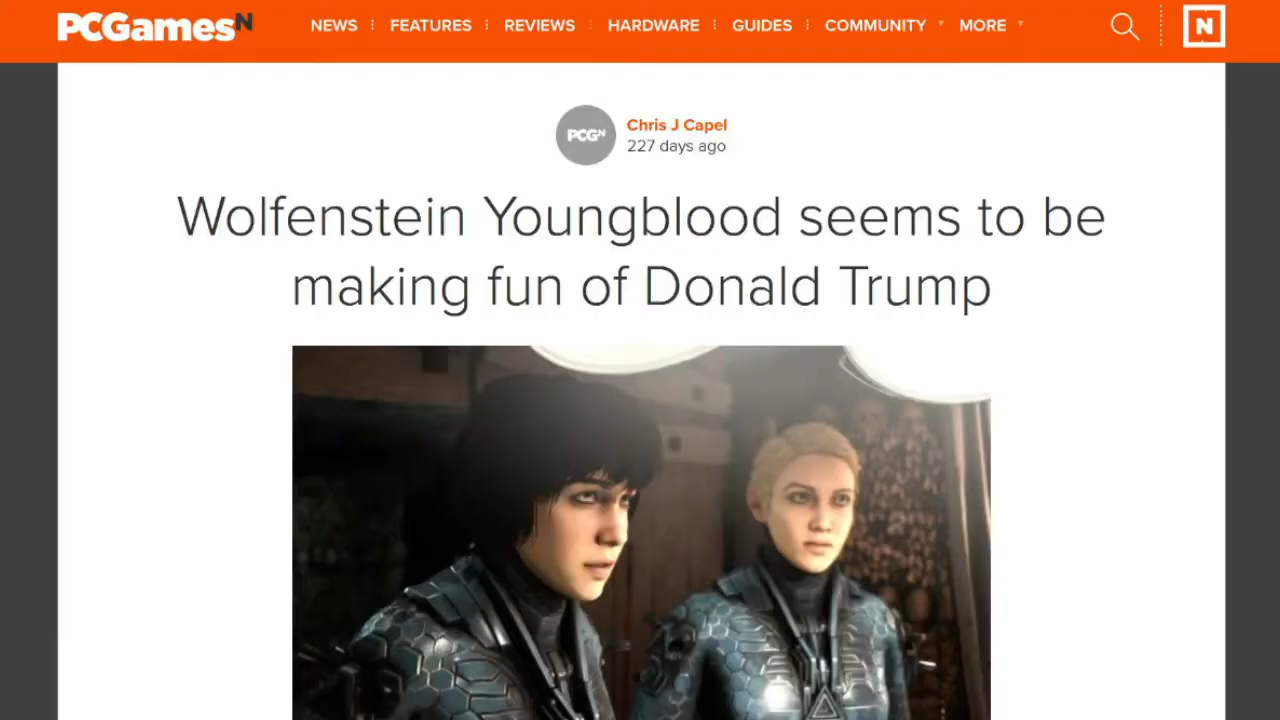 PCGamesN
NEWS FEATURES REVIEWS HARDWARE GUIDES COMMUNITY MORE
N
PCGN
Chris J Capel
227 days ago
Wolfenstein Youngblood seems to be
making fun of Donald Trump